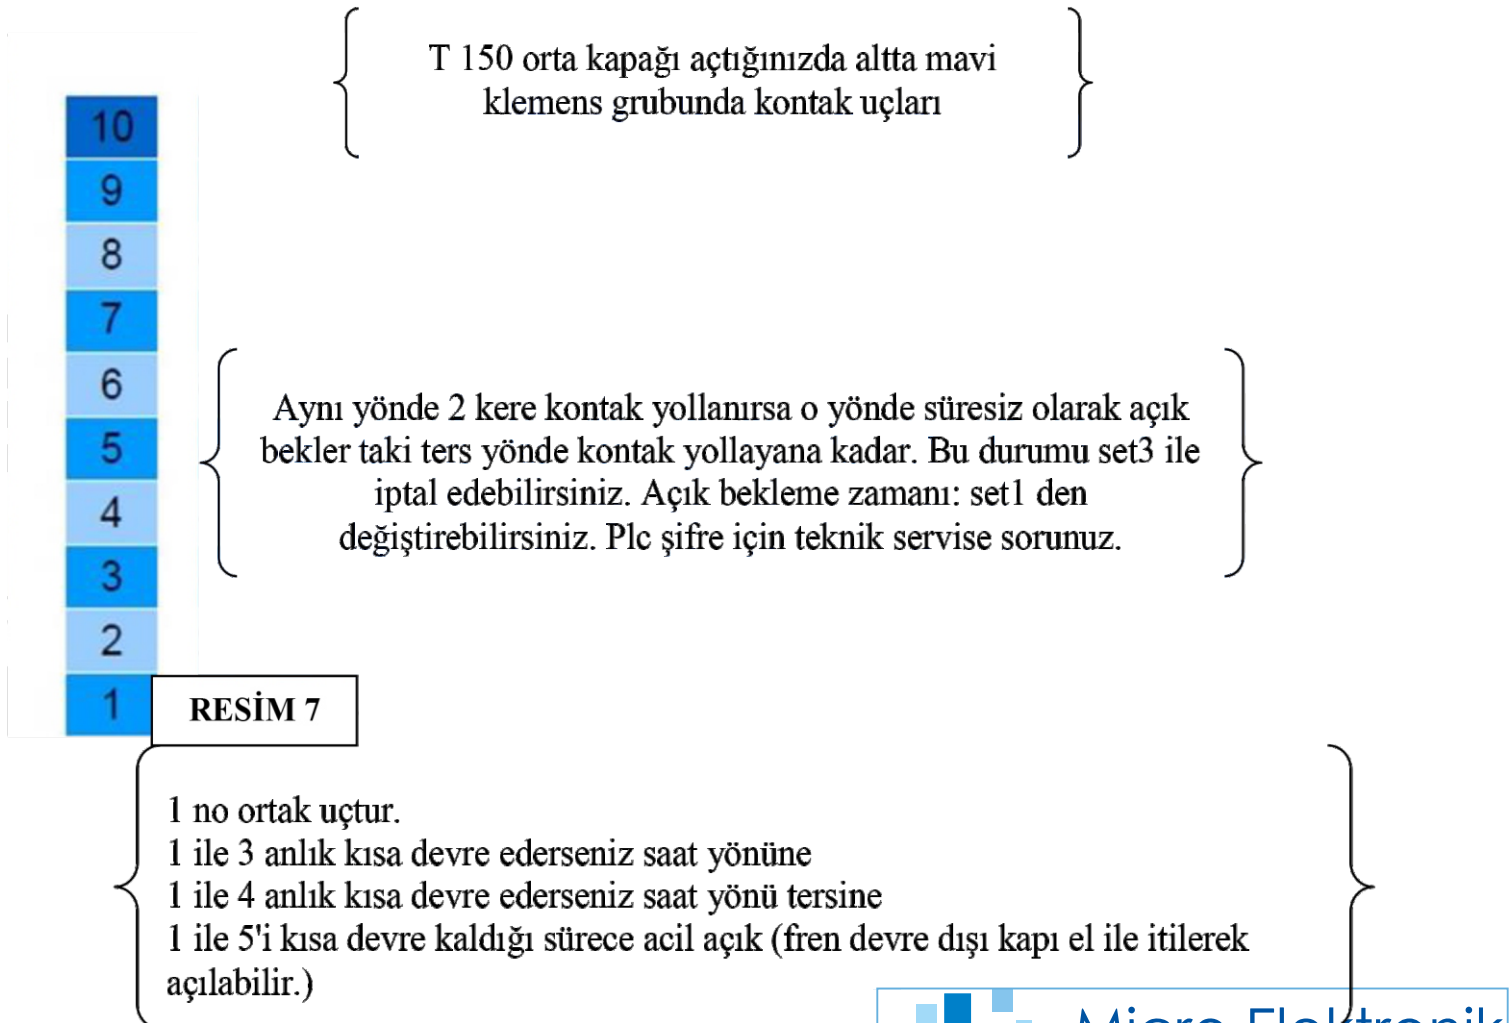 T 150 orta kapağı açtığınızda altta mavi
klemens grubunda kontak uçları
10
9
8
7
6
5
4
3
2
1
Aynı yönde 2 kere kontak yollanırsa o yönde süresiz olarak açık
bekler taki ters yönde kontak yollayana kadar. Bu durumu set3 ile
iptal edebilirsiniz. Açık bekleme zamanı: set1 den
değiştirebilirsiniz. Plc şifre için teknik servise sorunuz.
RESİM 7
1 no ortak uçtur.
1 ile 3 anlık kısa devre ederseniz saat yönüne
1 ile 4 anlık kısa devre ederseniz saat yönü tersine
1 ile 5'i kısa devre kaldığı sürece acil açık (fren devre dışı kapı el ile itilerek
açılabilir.)
Micro Elektronik